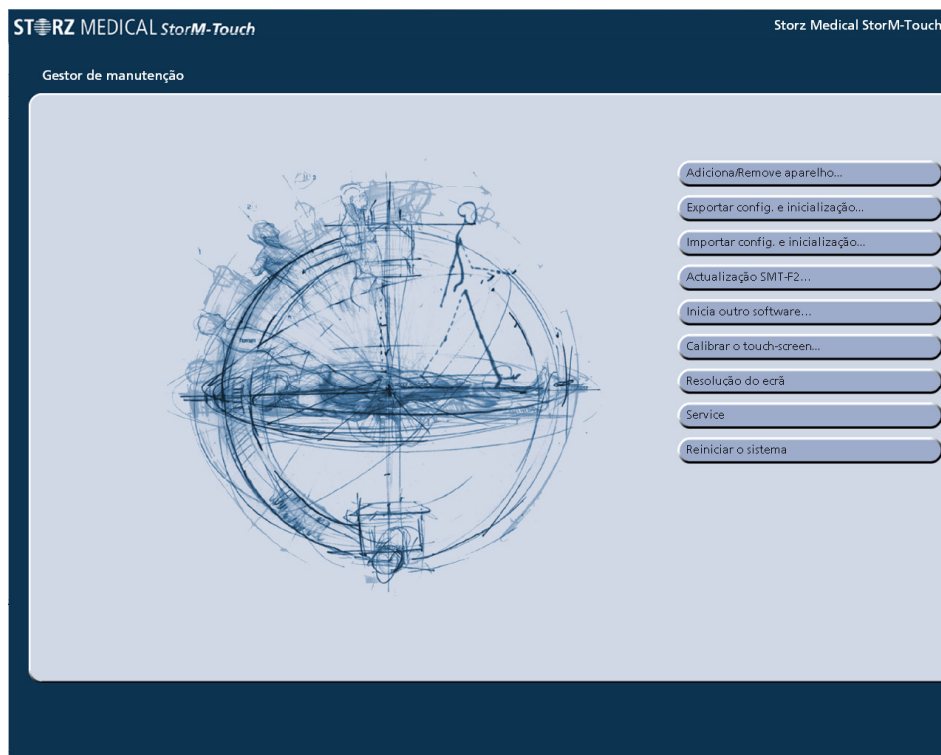 STORZ MEDICAL StorM-Touch
Storz Medical StorM-Touch
Gestor de manutenção
Adiciona/Remove aparelho...
Exportar config. e inicialização...
Importar config. e inicialização...
Actualização SMT-F2...
Inicia outro software...
Calibrar o touch-screen...
Resolução do ecrã
Service
Reiniciar o sistema
human